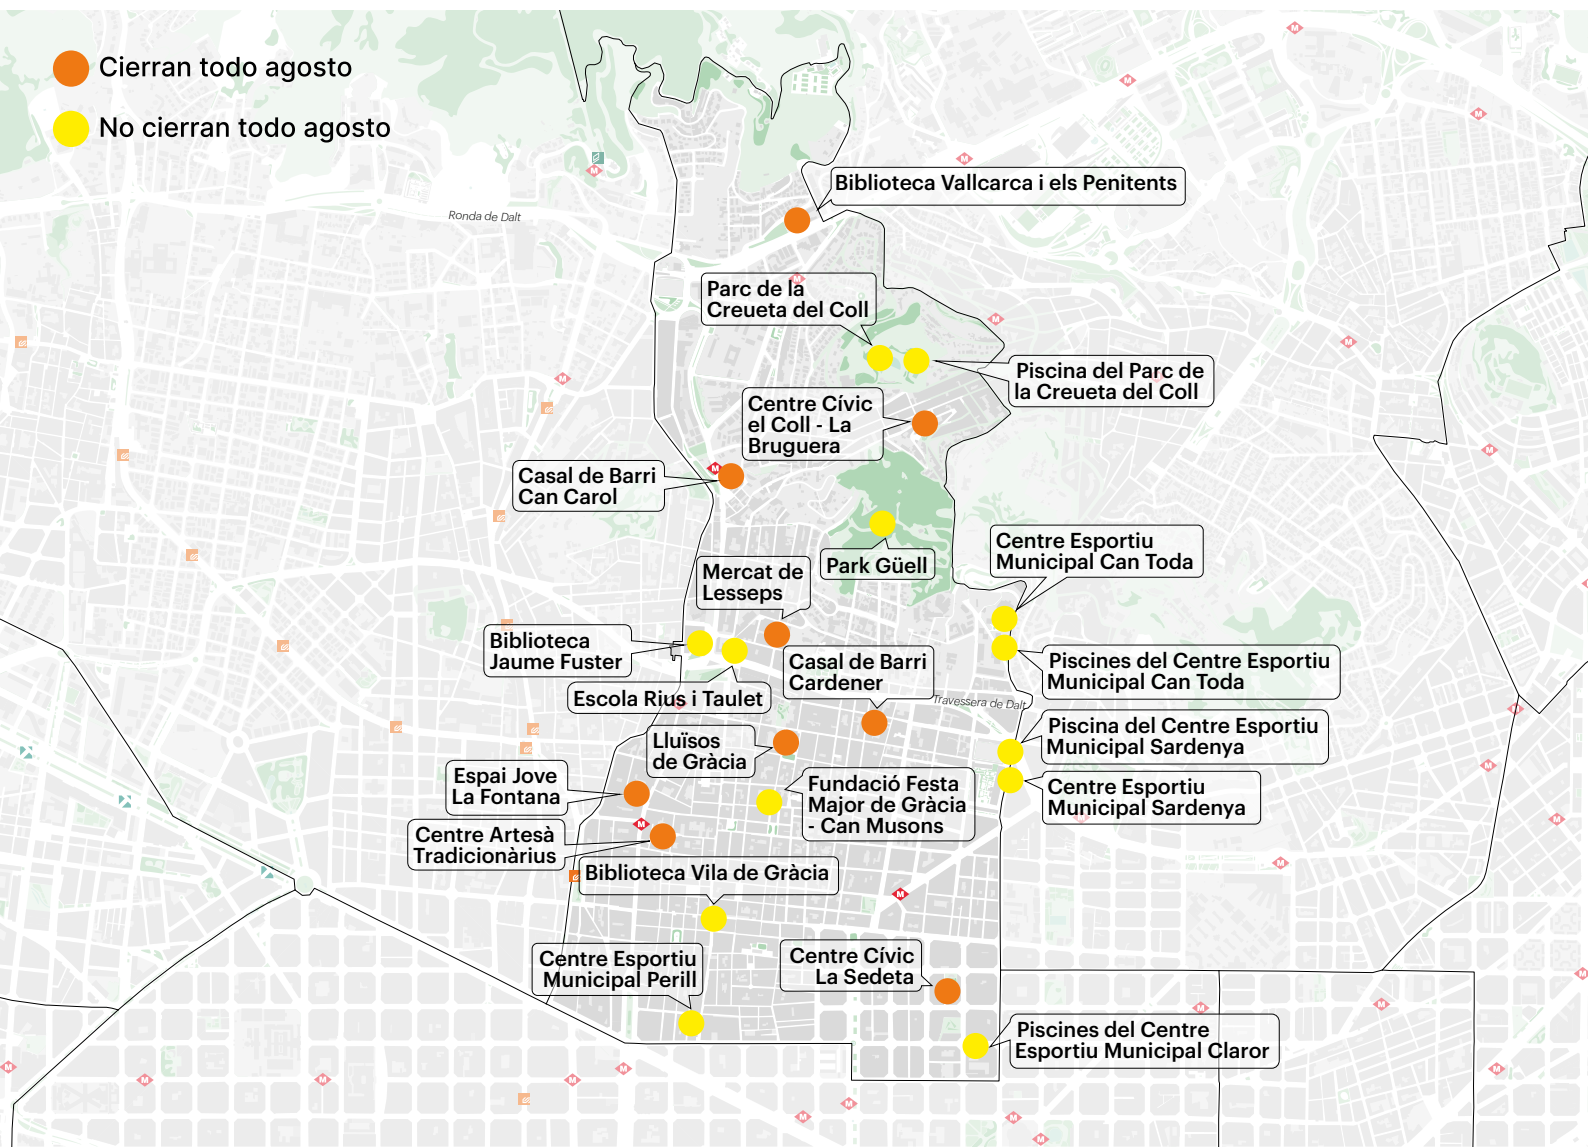 Cierran todo agosto
No cierran todo agosto
Biblioteca Vallcarca i els Penitents
Ronda de Dalt
Parc de la
Creueta del Coll
Piscina del Parc de
la Creueta del Coll
Centre Cívic
el Coll - La
Bruguera
Casal de Barri
Can Carol
Park Güell
Centre Esportiu
Municipal Can Toda
Mercat de
Lesseps
Biblioteca
Jaume Fuster
Casal de Barri
Cardener
Piscines del Centre Esportiu
Municipal Can Toda
Escola Rius i Taulet
Travessera de Dalt
Piscina del Centre Esportiu
Municipal Sardenya
Lluïsos
de Gràcia
Espai Jove
La Fontana
Fundació Festa
Major de Gràcia
- Can Musons
Centre Esportiu
Municipal Sardenya
Centre Artesà
Tradicionàrius
Biblioteca Vila de Gràcia
Centre Esportiu
Municipal Perill
Centre Cívic
La Sedeta
Piscines del Centre
Esportiu Municipal Claror